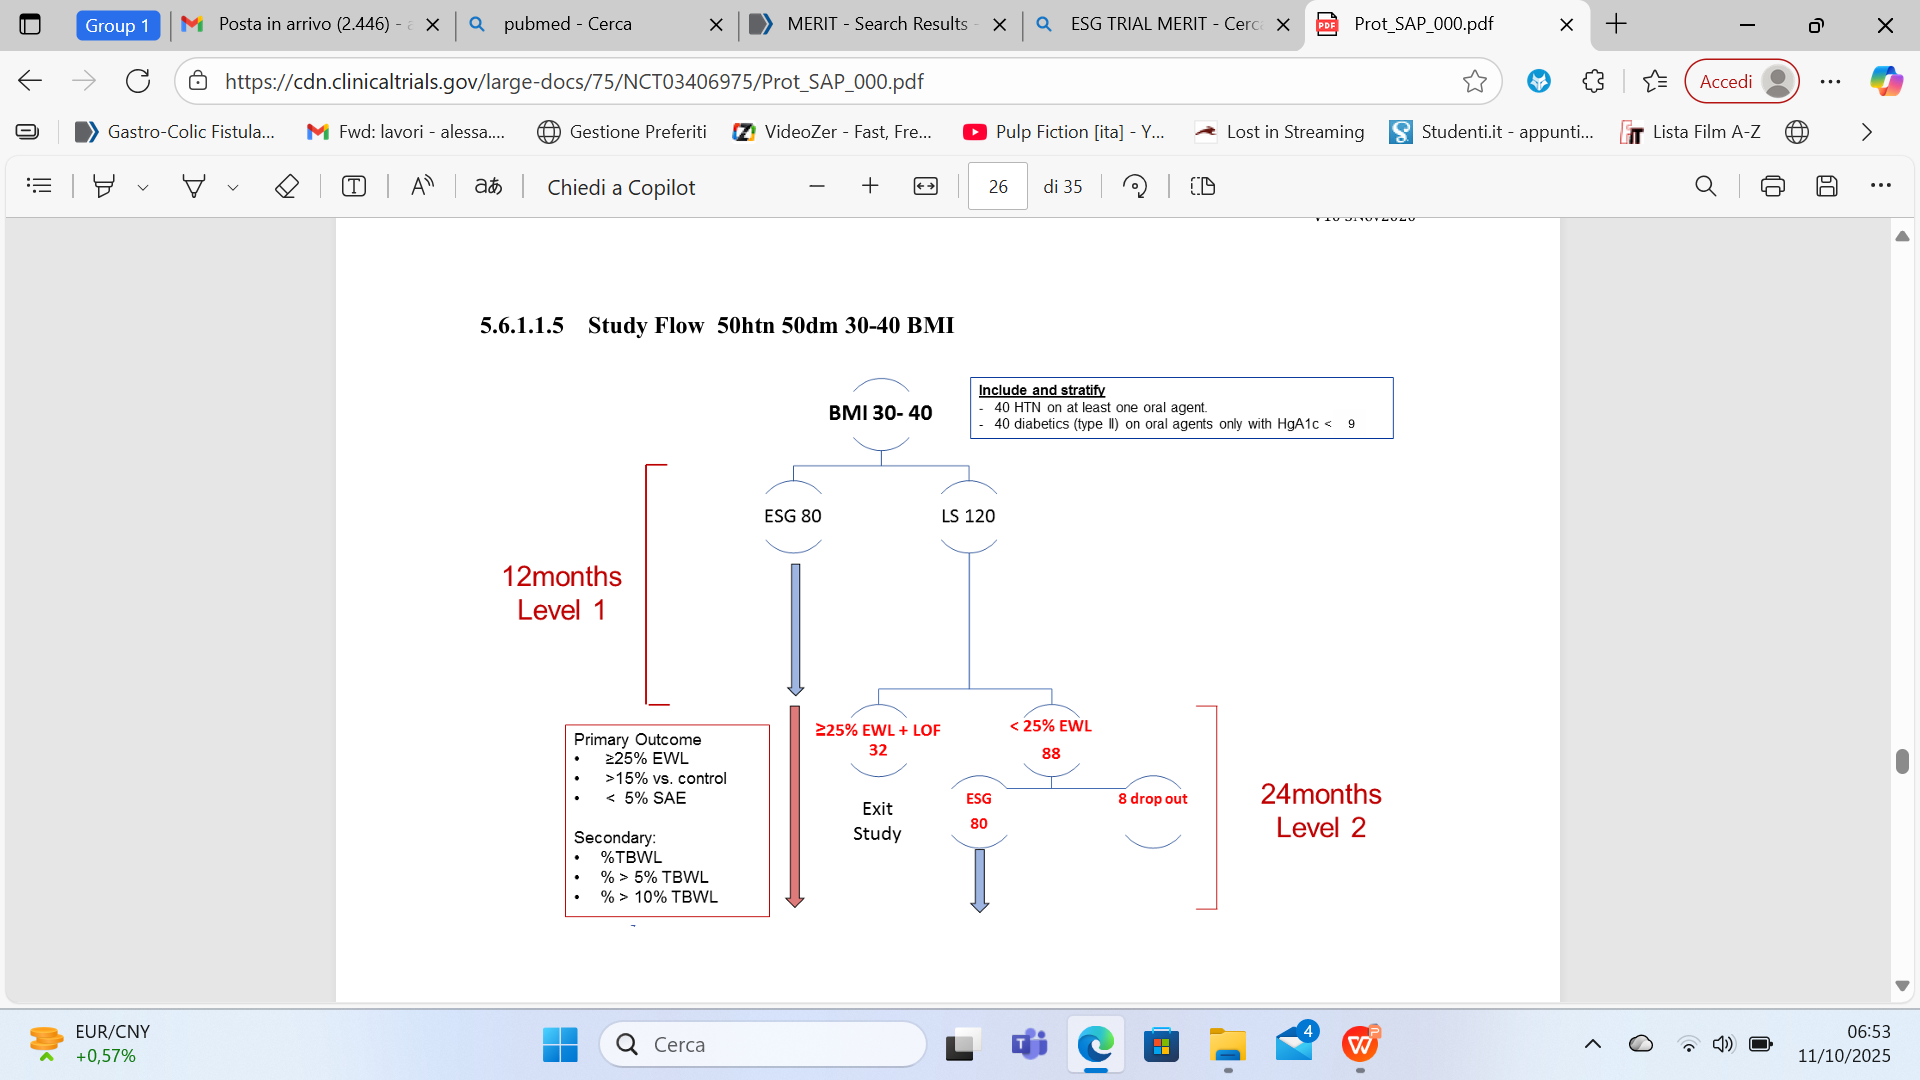 Group 1
Posta in arrivo (2.446) - a
pubmed - Cerca
MERIT - Search Results -
ESG TRIAL MERIT - Cerca
Prot_SAP_000.pdf
https://cdn.clinicaltrials.gov/large-docs/75/NCT03406975/Prot_SAP_000.pdf
Accedi
Gastro-Colic Fistula...
Fwd: lavori - alessa....
Gestione Preferiti
VideoZer - Fast, Fre...
Pulp Fiction [ita] - Y...
Lost in Streaming
Studenti.it - appunti...
Lista Film A-Z
Chiedi a Copilot
26
di 35
5.6.1.1.5 Study Flow 50htn 50dm 30-40 BMI
BMI 30- 40
Include and stratify
- 40 HTN on at least one oral agent.
- 40 diabetics (type II) on oral agents only with HgA1c < 9
ESG 80
LS 120
12months
Level 1
≥25% EWL + LOF
32
< 25% EWL
88
Primary Outcome
• ≥25% EWL
• >15% vs. control
• < 5% SAE
Secondary:
• %TBWL
• % > 5% TBWL
• % > 10% TBWL
Exit
Study
ESG
80
8 drop out
24months
Level 2
EUR/CNY
+0,57%
Cerca
4
06:53
11/10/2025